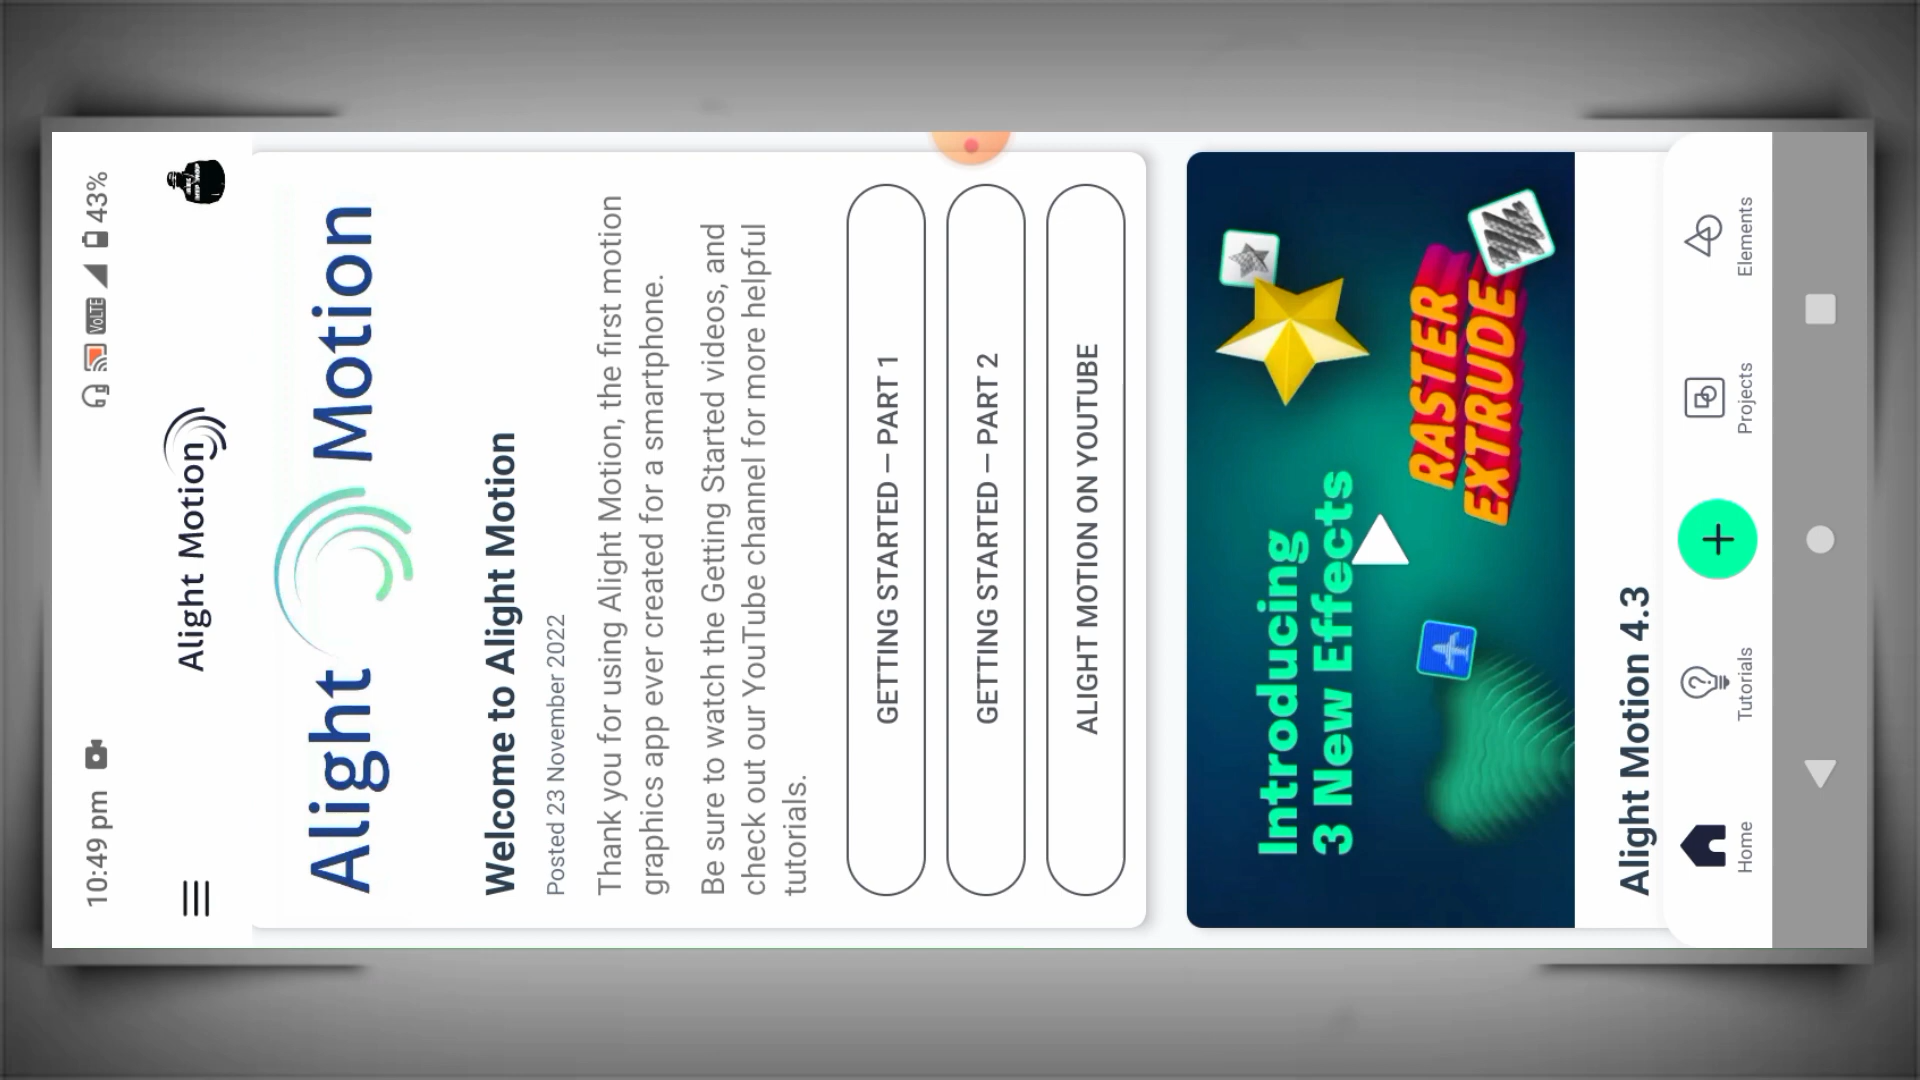 10:49 pm
VoLTE
43%
Alight Motion
Alight Motion
Welcome to Alight Motion
Posted 23 November 2022
Thank you for using Alight Motion, the first motion
graphics app ever created for a smartphone.
Be sure to watch the Getting Started videos, and
check out our YouTube channel for more helpful
tutorials.
GETTING STARTED – PART 1
GETTING STARTED – PART 2
ALIGHT MOTION ON YOUTUBE
Introducing
3 New Effects
RASTER
EXTRUDE
Alight Motion 4.3
Home
Tutorials
Projects
Elements